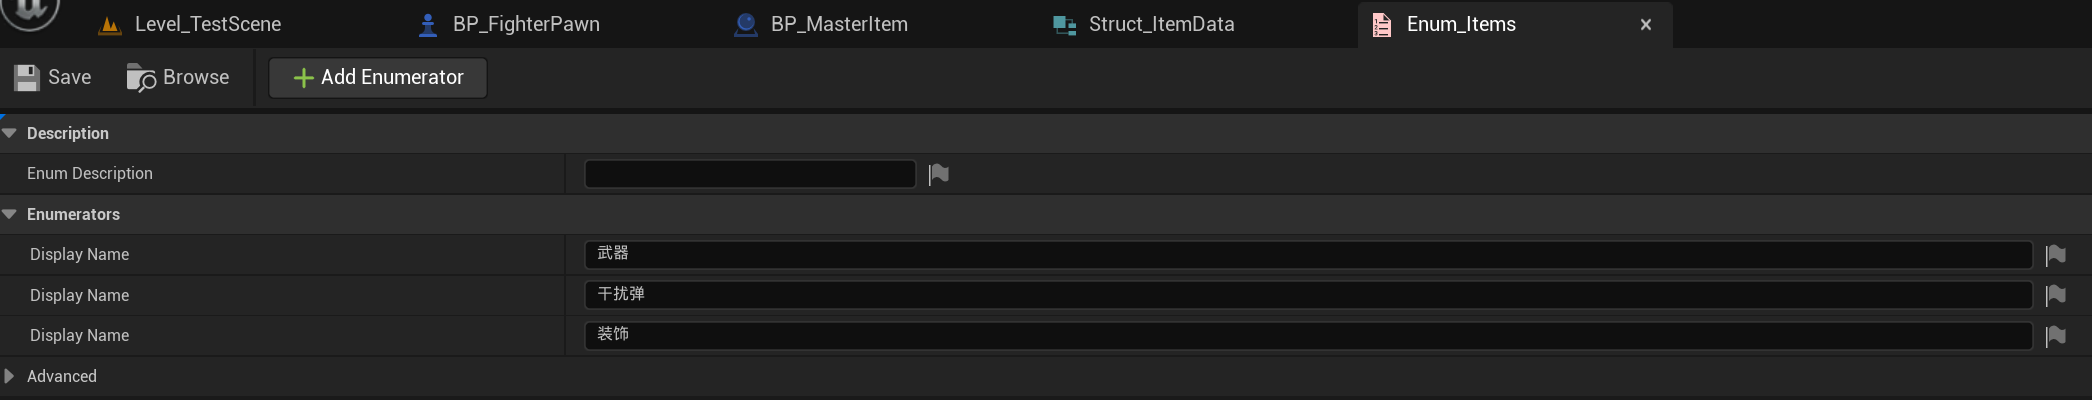 Level_TestScene BP_FighterPawn BP_MasterItem Struct_ItemData Enum_Items
Save Browse Add Enumerator
Description
Enum Description
Enumerators
Display Name 武器
Display Name 干扰弹
Display Name 装饰
Advanced